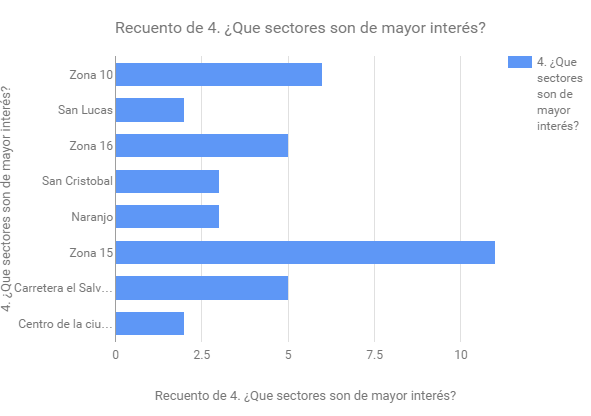 Recuento de 4. ¿Que sectores son de mayor interés?
4. ¿Que
sectores
son de
mayor
interés?
4. ¿Que sectores son de mayor interés?
Zona 10
San Lucas
Zona 16
San Cristobal
Naranjo
Zona 15
Carretera el Salv…
Centro de la ciu…
0 2.5 5 7.5 10
Recuento de 4. ¿Que sectores son de mayor interés?